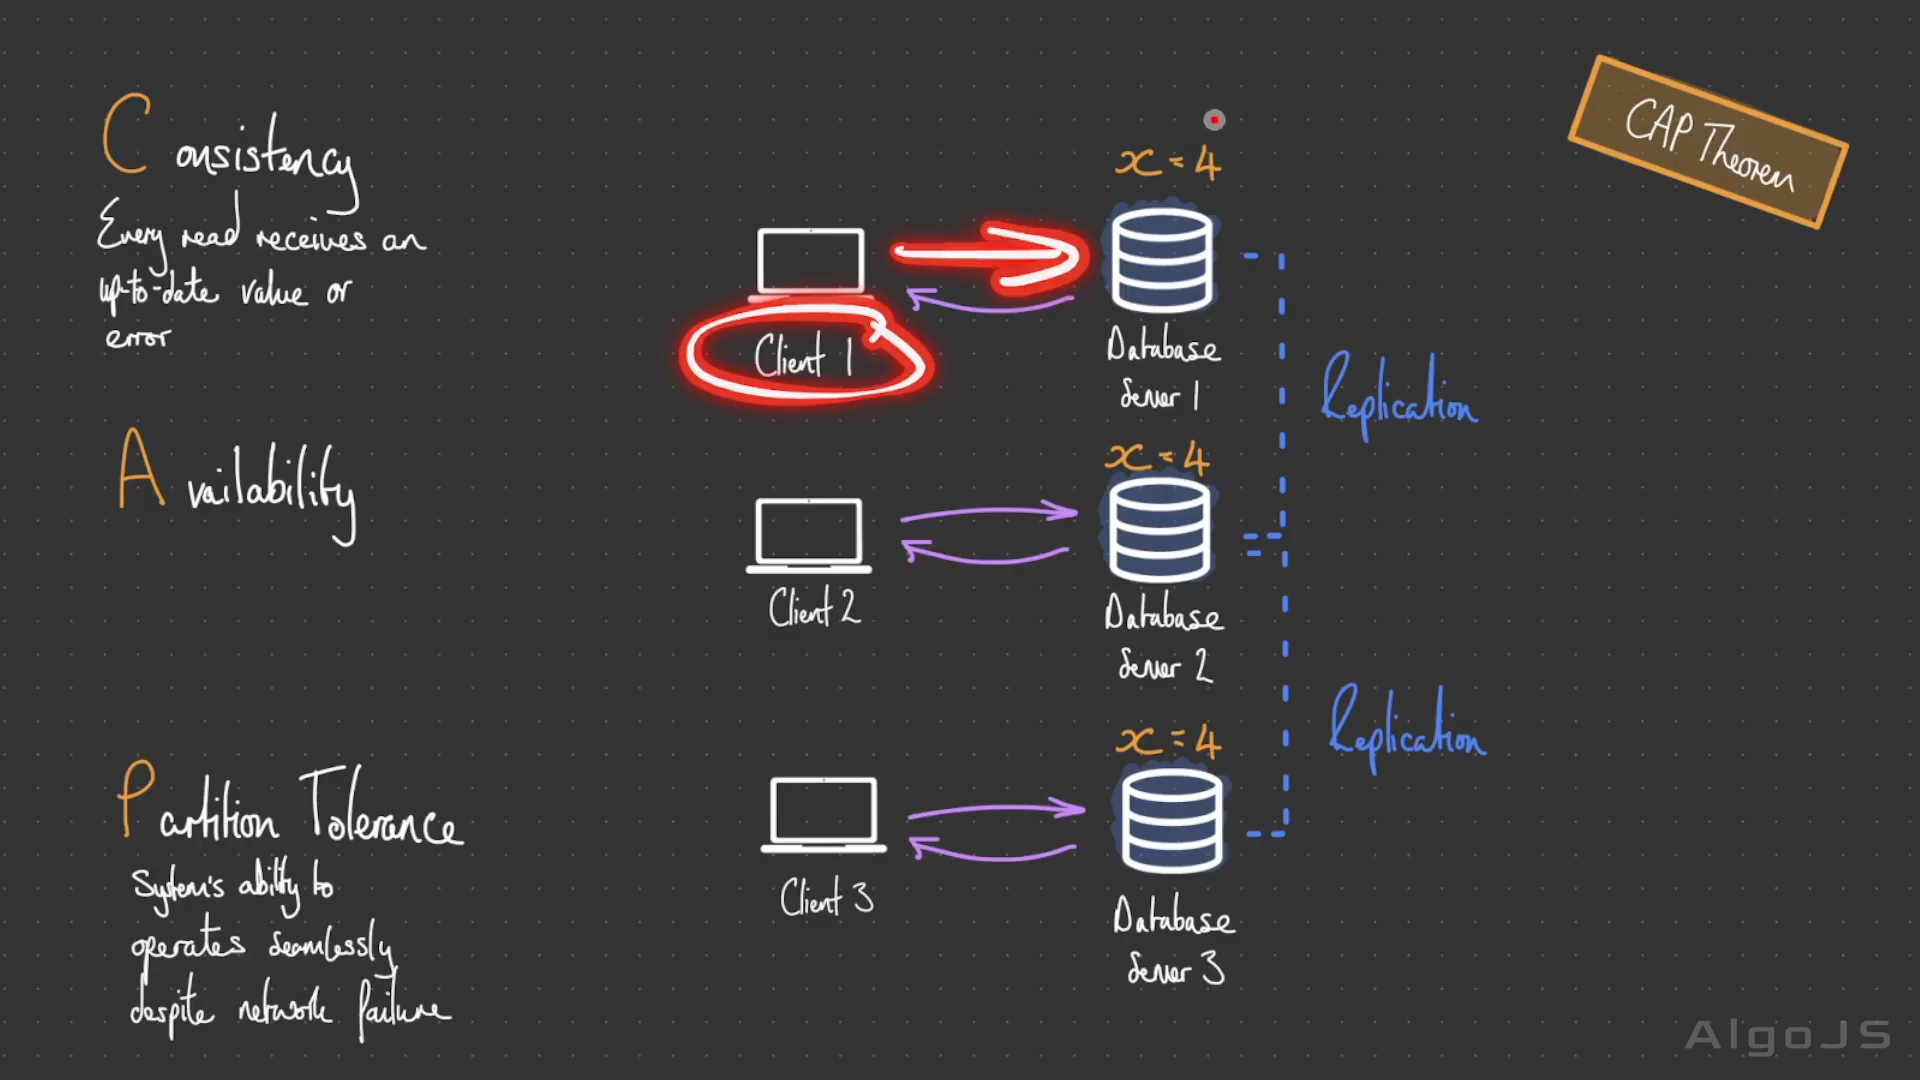 CAP Theorem
Consistency
Every read receives an
up-to-date value or
error
Availability
Partition Tolerance
System's ability to
operates seamlessly
despite network failure
x = 4
Client 1
Database
Server 1
Replication
x = 4
Client 2
Database
Server 2
Replication
x = 4
Client 3
Database
Server 3
AlgoJS